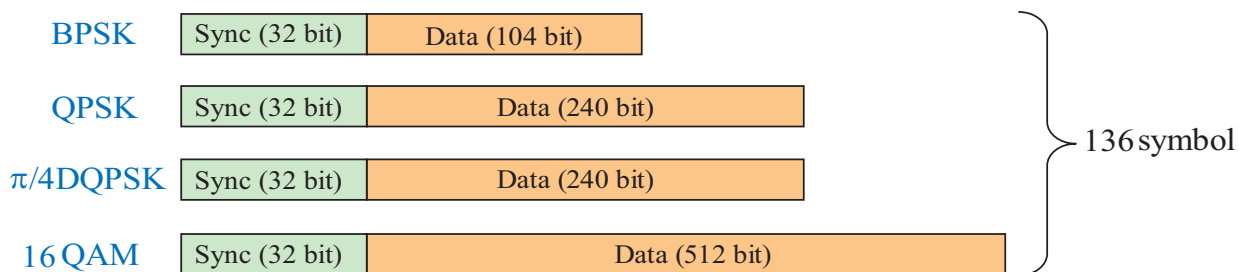 BPSK Sync (32 bit) Data (104 bit)
QPSK Sync (32 bit) Data (240 bit)
π/4DQPSK Sync (32 bit) Data (240 bit)
136 symbol
16 QAM Sync (32 bit) Data (512 bit)